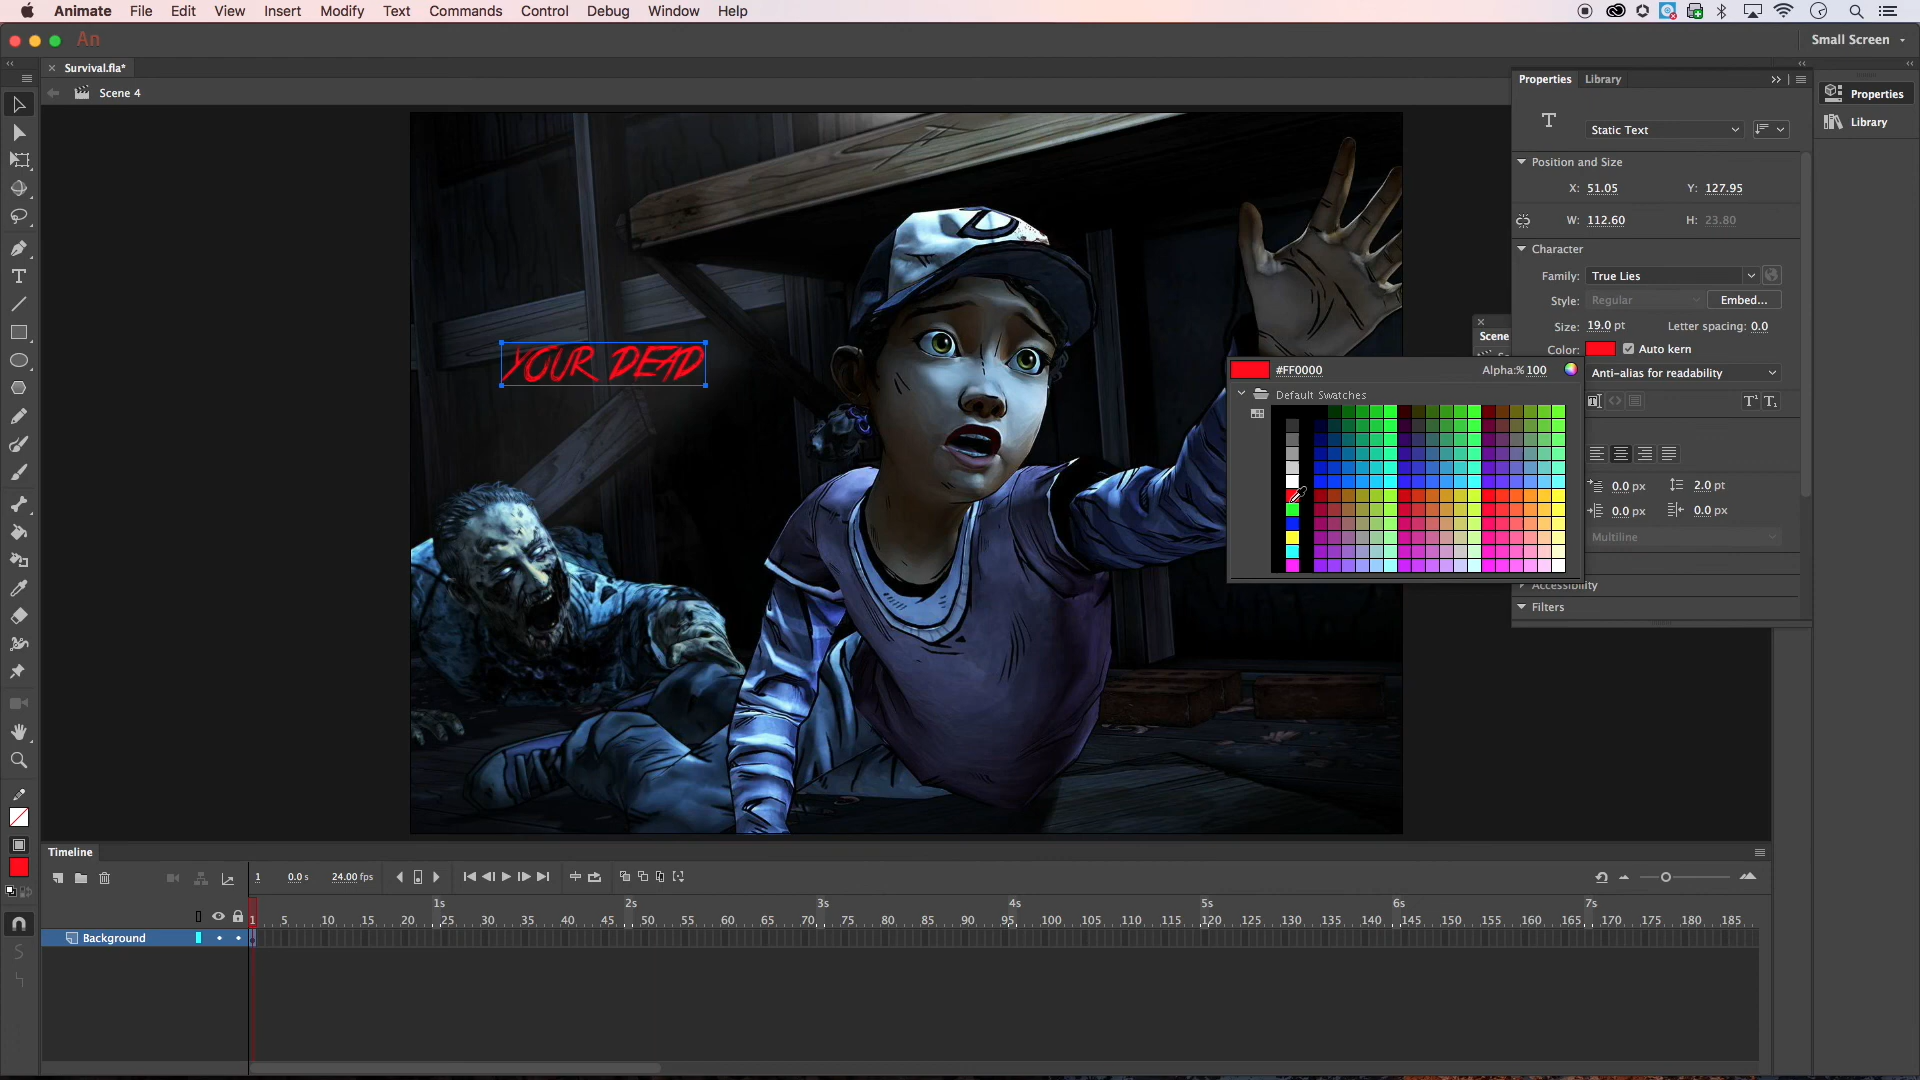 Animate File Edit View Insert Modify Text Commands Control Debug Window Help
An
Small Screen
Survival.fla*
Scene 4
Properties Library
Properties
Library
Static Text
Position and Size
X: 51.05 Y: 127.95
W: 112.60 H: 23.80
Character
Family: True Lies
Style: Regular Embed...
Size: 19.0 pt Letter spacing: 0.0
Color: Auto kern
Anti-alias for readability
Scene
#FF0000 Alpha:% 100
Default Swatches
YOUR DEAD
0.0 px 2.0 pt
0.0 px 0.0 px
Multiline
Accessibility
Filters
Timeline
1 0.0 s 24.00 fps
1s 2s 3s 4s 5s 6s 7s
1 5 10 15 20 25 30 35 40 45 50 55 60 65 70 75 80 85 90 95 100 105 110 115 120 125 130 135 140 145 150 155 160 165 170 175 180 185
Background